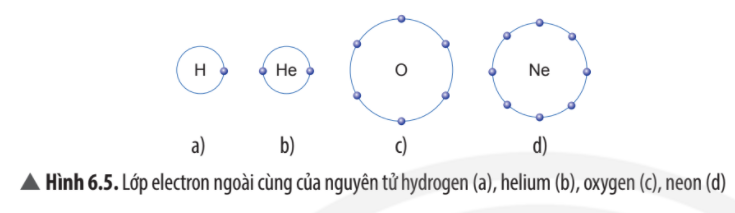 H He O Ne
a) b) c) d)
▲ Hình 6.5. Lớp electron ngoài cùng của nguyên tử hydrogen (a), helium (b), oxygen (c), neon (d)